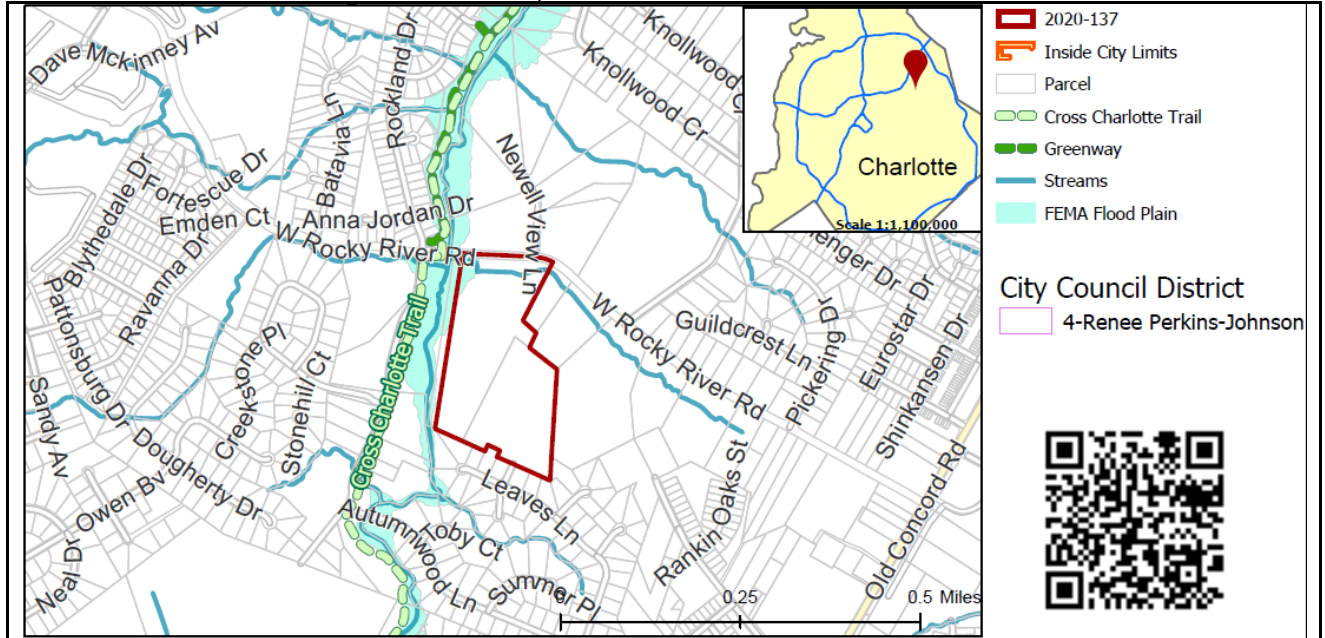 Dave Mckinney Av
Rockland Dr
Batavia Ln
Knollwood
Knollwood Cr
Newell View Ln
Blythedale Dr
Fortescue Dr
Emden Ct
Anna Jordan Dr
W Rocky River Rd
Ravanna Dr
Pattonsburg Dr
Creekstone Pl
Stonehill Ct
Sandy Av
Dougherty Dr
Owen Bv
Neal Dr
Cross Charlotte Trail
Autumnwood Ln
Toby Ct
Summer Pl
Leaves Ln
W Rocky River Rd
Guildcrest Ln
Pickering Dr
Eurostar Dr
Shinkansen Dr
Rankin Oaks St
Old Concord Rd
enger Dr
Charlotte
Scale 1:1,100,000
0 0.25 0.5 Miles
2020-137
Inside City Limits
Parcel
Cross Charlotte Trail
Greenway
Streams
FEMA Flood Plain
City Council District
4-Renee Perkins-Johnson